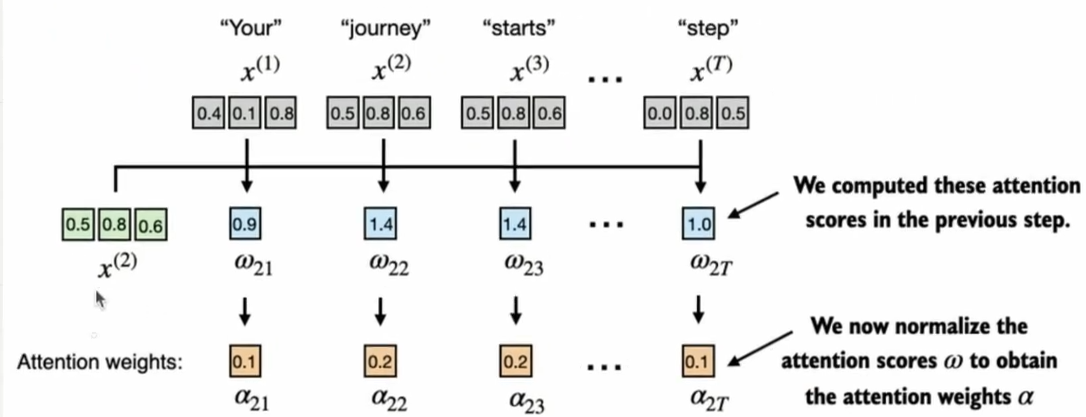 “Your” “journey” “starts” “step”
x(1) x(2) x(3) ... x(T)
0.4 0.1 0.8 0.5 0.8 0.6 0.5 0.8 0.6 0.0 0.8 0.5
We computed these attention
scores in the previous step.
0.5 0.8 0.6 0.9 1.4 1.4 ... 1.0
x(2) ω21 ω22 ω23 ω2T
We now normalize the
attention scores ω to obtain
the attention weights α
Attention weights: 0.1 0.2 0.2 ... 0.1
α21 α22 α23 α2T